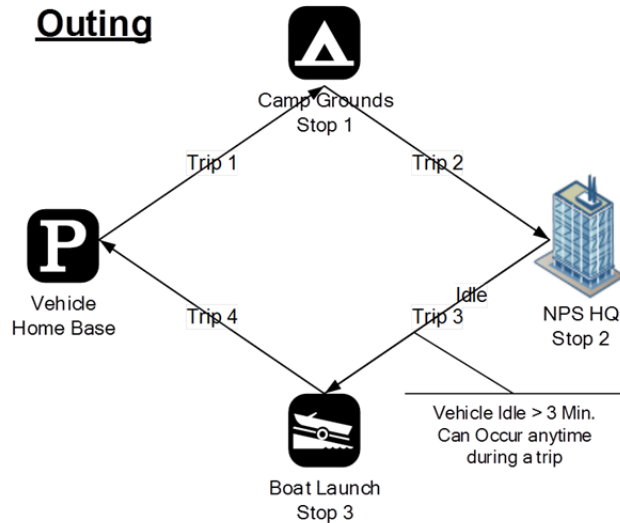 Outing
Camp Grounds
Stop 1
Trip 1
Trip 2
P
Vehicle
Home Base
Idle
NPS HQ
Stop 2
Trip 4
Trip 3
Vehicle Idle > 3 Min.
Can Occur anytime
during a trip
Boat Launch
Stop 3